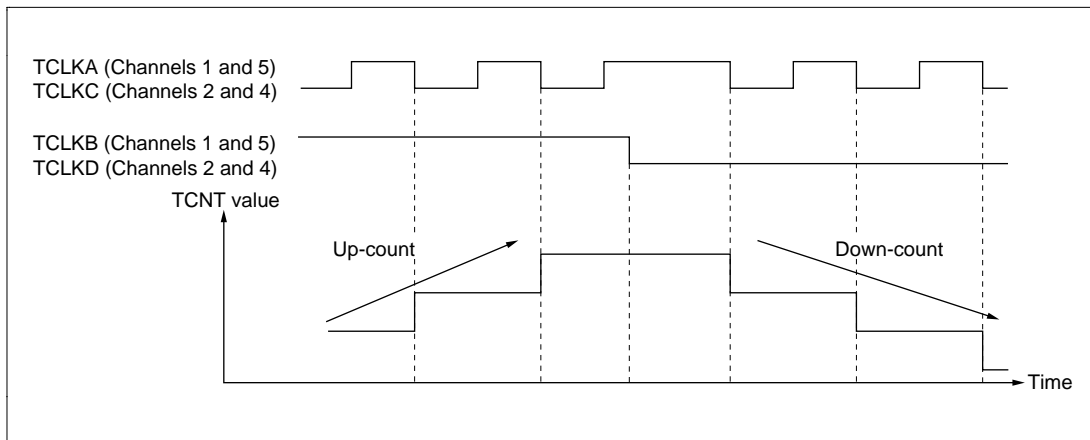 TCLKA (Channels 1 and 5)
TCLKC (Channels 2 and 4)
TCLKB (Channels 1 and 5)
TCLKD (Channels 2 and 4)
TCNT value
Up-count
Down-count
Time